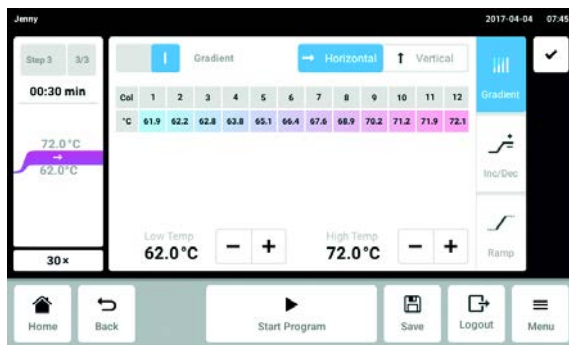 Jenny 2017-04-04 07:45
Step 3 3/3
00:30 min
72.0°C
62.0°C
30×
Gradient
Horizontal
Vertical
Col 1 2 3 4 5 6 7 8 9 10 11 12
°C 61.9 62.2 62.8 63.8 65.1 66.4 67.6 68.9 70.2 71.2 71.9 72.1
Low Temp
62.0°C
High Temp
72.0°C
Gradient
Inc/Dec
Ramp
Home
Back
Start Program
Save
Logout
Menu